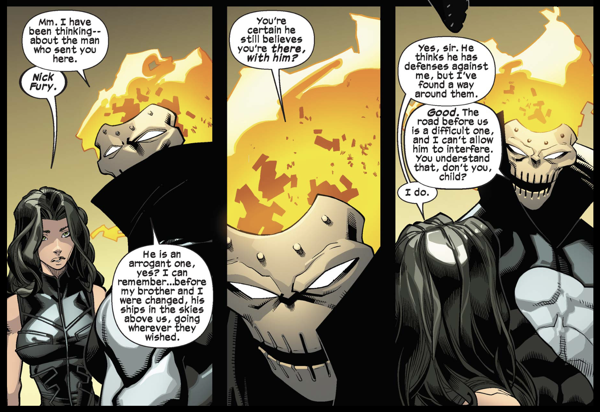 Mm. I have
been thinking--
about the man
who sent you
here.
Nick
Fury.
He is an
arrogant one,
yes? I can
remember...before
my brother and I
were changed, his
ships in the skies
above us, going
wherever they
wished.
You're
certain he
still believes
you're there,
with him?
Yes, sir. He
thinks he has
defenses against
me, but I've
found a way
around them.
Good. The
road before us
is a difficult one,
and I can't allow
him to interfere.
You understand
that, don't you,
child?
I do.